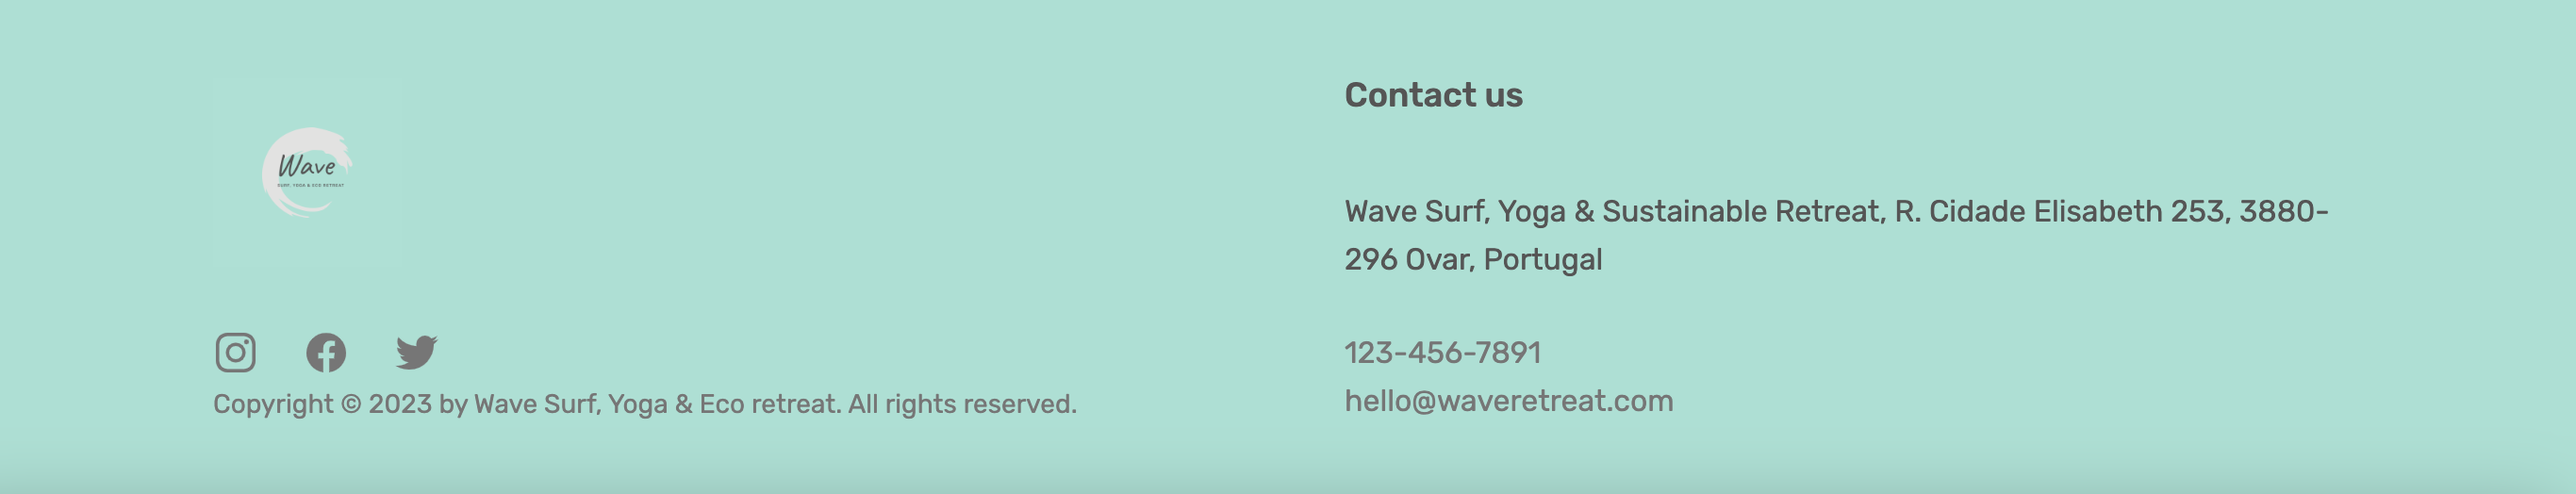 Wave
SURF, YOGA & ECO RETREAT
Copyright © 2023 by Wave Surf, Yoga & Eco retreat. All rights reserved.
Contact us
Wave Surf, Yoga & Sustainable Retreat, R. Cidade Elisabeth 253, 3880-
296 Ovar, Portugal
123-456-7891
hello@waveretreat.com